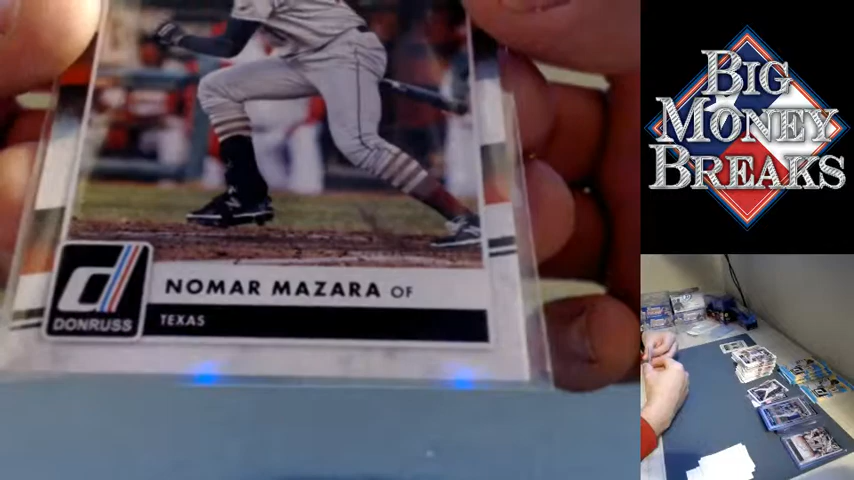 NOMAR MAZARA OF
DONRUSS
TEXAS
BIG
MONEY
BREAKS